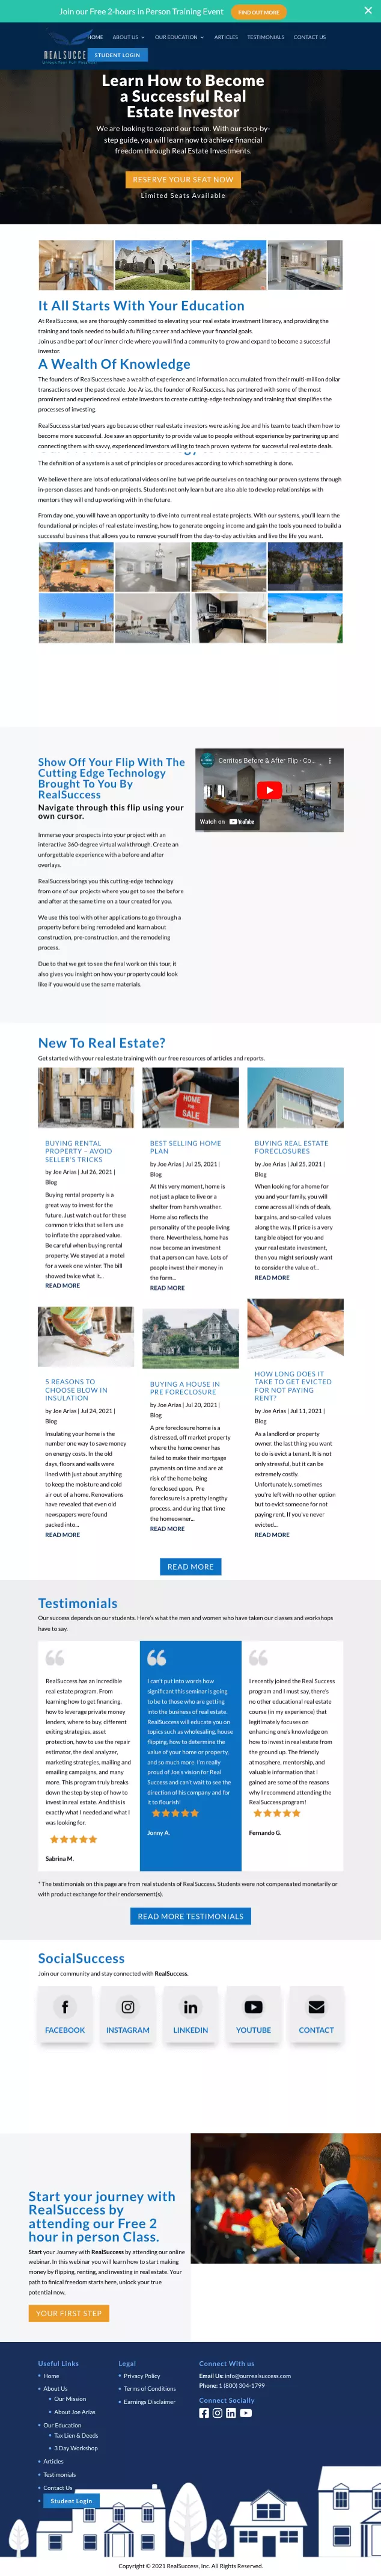 Join our Free 2-hours in Person Training Event
FIND OUT MORE
×
HOME
ABOUT US
OUR EDUCATION
ARTICLES
TESTIMONIALS
CONTACT US
STUDENT LOGIN
REALSUCCE
Learn How to Become
a Successful Real
Estate Investor
We are looking to expand our team. With our step-by-
step guide, you will learn how to achieve financial
freedom through Real Estate Investments.
RESERVE YOUR SEAT NOW
Limited Seats Available
It All Starts With Your Education
At RealSuccess, we are thoroughly committed to elevating your real estate investment literacy, and providing the
training and tools needed to build a fulfilling career and achieve your financial goals.
Join us and be part of our inner circle where you will find a community to grow and expand to become a successful
investor.
A Wealth Of Knowledge
The founders of RealSuccess have a wealth of experience and information accumulated from their multi-million dollar
transactions over the past decade. Joe Arias, the founder of RealSuccess, has partnered with some of the most
prominent and experienced real estate investors to create cutting-edge technology and training that simplifies the
processes of investing.
RealSuccess started years ago because other real estate investors were asking Joe and his team to teach them how to
become more successful. Joe saw an opportunity to provide value to people without experience by partnering up and
connecting them with savvy, experienced investors willing to teach proven systems for successful real estate deals.
The definition of a system is a set of principles or procedures according to which something is done.
We believe there are lots of educational videos online but we pride ourselves on teaching our proven systems through
in-person classes and hands-on projects. Students not only learn but are also able to develop relationships with
mentors they will end up working with in the future.
From day one, you will have an opportunity to dive into current real estate projects. With our systems, you'll learn the
foundational principles of real estate investing, how to generate ongoing income and gain the tools you need to build a
successful business that allows you to remove yourself from the day-to-day activities and live the life you want.
Show Off Your Flip With The
Cutting Edge Technology
Brought To You By
RealSuccess
Navigate through this flip using your
own cursor.
Immerse your prospects into your project with an
interactive 360-degree virtual walkthrough. Create an
unforgettable experience with a before and after
overlays.
RealSuccess brings you this cutting-edge technology
from one of our projects where you get to see the before
and after at the same time on a tour created for you.
We use this tool with other applications to go through a
property before being remodeled and learn about
construction, pre-construction, and the remodeling
process.
Due to that we get to see the final work on this tour, it
also gives you insight on how your property could look
like if you would use the same materials.
Cerritos Before & After Flip - Co...
Watch on YouTube
New To Real Estate?
Get started with your real estate training with our free resources of articles and reports.
BUYING RENTAL
PROPERTY – AVOID
SELLER'S TRICKS
by Joe Arias | Jul 26, 2021 |
Blog
Buying rental property is a
great way to invest for the
future. Just watch out for these
common tricks that sellers use
to inflate the appraised value.
Be careful when buying rental
property. We stayed at a motel
for a week one winter. The bill
showed twice what it...
READ MORE
HOME
FOR
SALE
BEST SELLING HOME
PLAN
by Joe Arias | Jul 25, 2021 |
Blog
At this very moment, home is
not just a place to live or a
shelter from harsh weather.
Home also reflects the
personality of the people living
there. Nevertheless, home has
now become an investment
that a person can have. Lots of
people invest their money in
the form...
READ MORE
BUYING REAL ESTATE
FORECLOSURES
by Joe Arias | Jul 25, 2021 |
Blog
When looking for a home for
you and your family, you will
come across all kinds of deals,
bargains, and so-called values
along the way. If price is a very
tangible object for you and
your real estate investment,
then you might seriously want
to consider the value of...
READ MORE
5 REASONS TO
CHOOSE BLOW IN
INSULATION
by Joe Arias | Jul 24, 2021 |
Blog
Insulating your home is the
number one way to save money
on energy costs. In the old
days, floors and walls were
lined with just about anything
to keep the moisture and cold
air out of a home. Renovations
have revealed that even old
newspapers were found
packed into...
READ MORE
BUYING A HOUSE IN
PRE FORECLOSURE
by Joe Arias | Jul 20, 2021 |
Blog
A pre foreclosure home is a
distressed, off market property
where the home owner has
failed to make their mortgage
payments on time and are at
risk of the home being
foreclosed upon. Pre
foreclosure is a pretty lengthy
process, and during that time
the homeowner...
READ MORE
HOW LONG DOES IT
TAKE TO GET EVICTED
FOR NOT PAYING
RENT?
by Joe Arias | Jul 11, 2021 |
Blog
As a landlord or property
owner, the last thing you want
to do is evict a tenant. It is not
only stressful, but it can be
extremely costly.
Unfortunately, sometimes
you're left with no other option
but to evict someone for not
paying rent. If you've never
evicted...
READ MORE
READ MORE
Testimonials
Our success depends on our students. Here's what the men and women who have taken our classes and workshops
have to say.
RealSuccess has an incredible
real estate program. From
learning how to get financing,
how to leverage private money
lenders, where to buy, different
exiting strategies, asset
protection, how to use the repair
estimator, the deal analyzer,
marketing strategies, mailing and
emailing campaigns, and many
more. This program truly breaks
down the step by step of how to
invest in real estate. And this is
exactly what I needed and what I
was looking for.
Sabrina M.
I can't put into words how
significant this seminar is going
to be to those who are getting
into the business of real estate.
RealSuccess will educate you on
topics such as wholesaling, house
flipping, how to determine the
value of your home or property,
and so much more. I'm really
proud of Joe's vision for Real
Success and can't wait to see the
direction of his company and for
it to flourish!
Jonny A.
I recently joined the Real Success
program and I must say, there's
no other educational real estate
course (in my experience) that
legitimately focuses on
enhancing one's knowledge on
how to invest in real estate from
the ground up. The friendly
atmosphere, mentorship, and
valuable information that I
gained are some of the reasons
why I recommend attending the
RealSuccess program!
Fernando G.
* The testimonials on this page are from real students of RealSuccess. Students were not compensated monetarily or
with product exchange for their endorsement(s).
READ MORE TESTIMONIALS
SocialSuccess
Join our community and stay connected with RealSuccess.
FACEBOOK
INSTAGRAM
LINKEDIN
YOUTUBE
CONTACT
Start your journey with
RealSuccess by
attending our Free 2
hour in person Class.
Start your Journey with RealSuccess by attending our online
webinar. In this webinar you will learn how to start making
money by flipping, renting, and investing in real estate. Your
path to finical freedom starts here, unlock your true
potential now.
YOUR FIRST STEP
Useful Links
Home
About Us
Our Mission
About Joe Arias
Our Education
Tax Lien & Deeds
3 Day Workshop
Articles
Testimonials
Contact Us
Student Login
Legal
Privacy Policy
Terms of Conditions
Earnings Disclaimer
Connect With us
Email Us: info@ourrealsuccess.com
Phone: 1 (800) 304-1799
Connect Socially
Copyright © 2021 RealSuccess, Inc. All Rights Reserved.